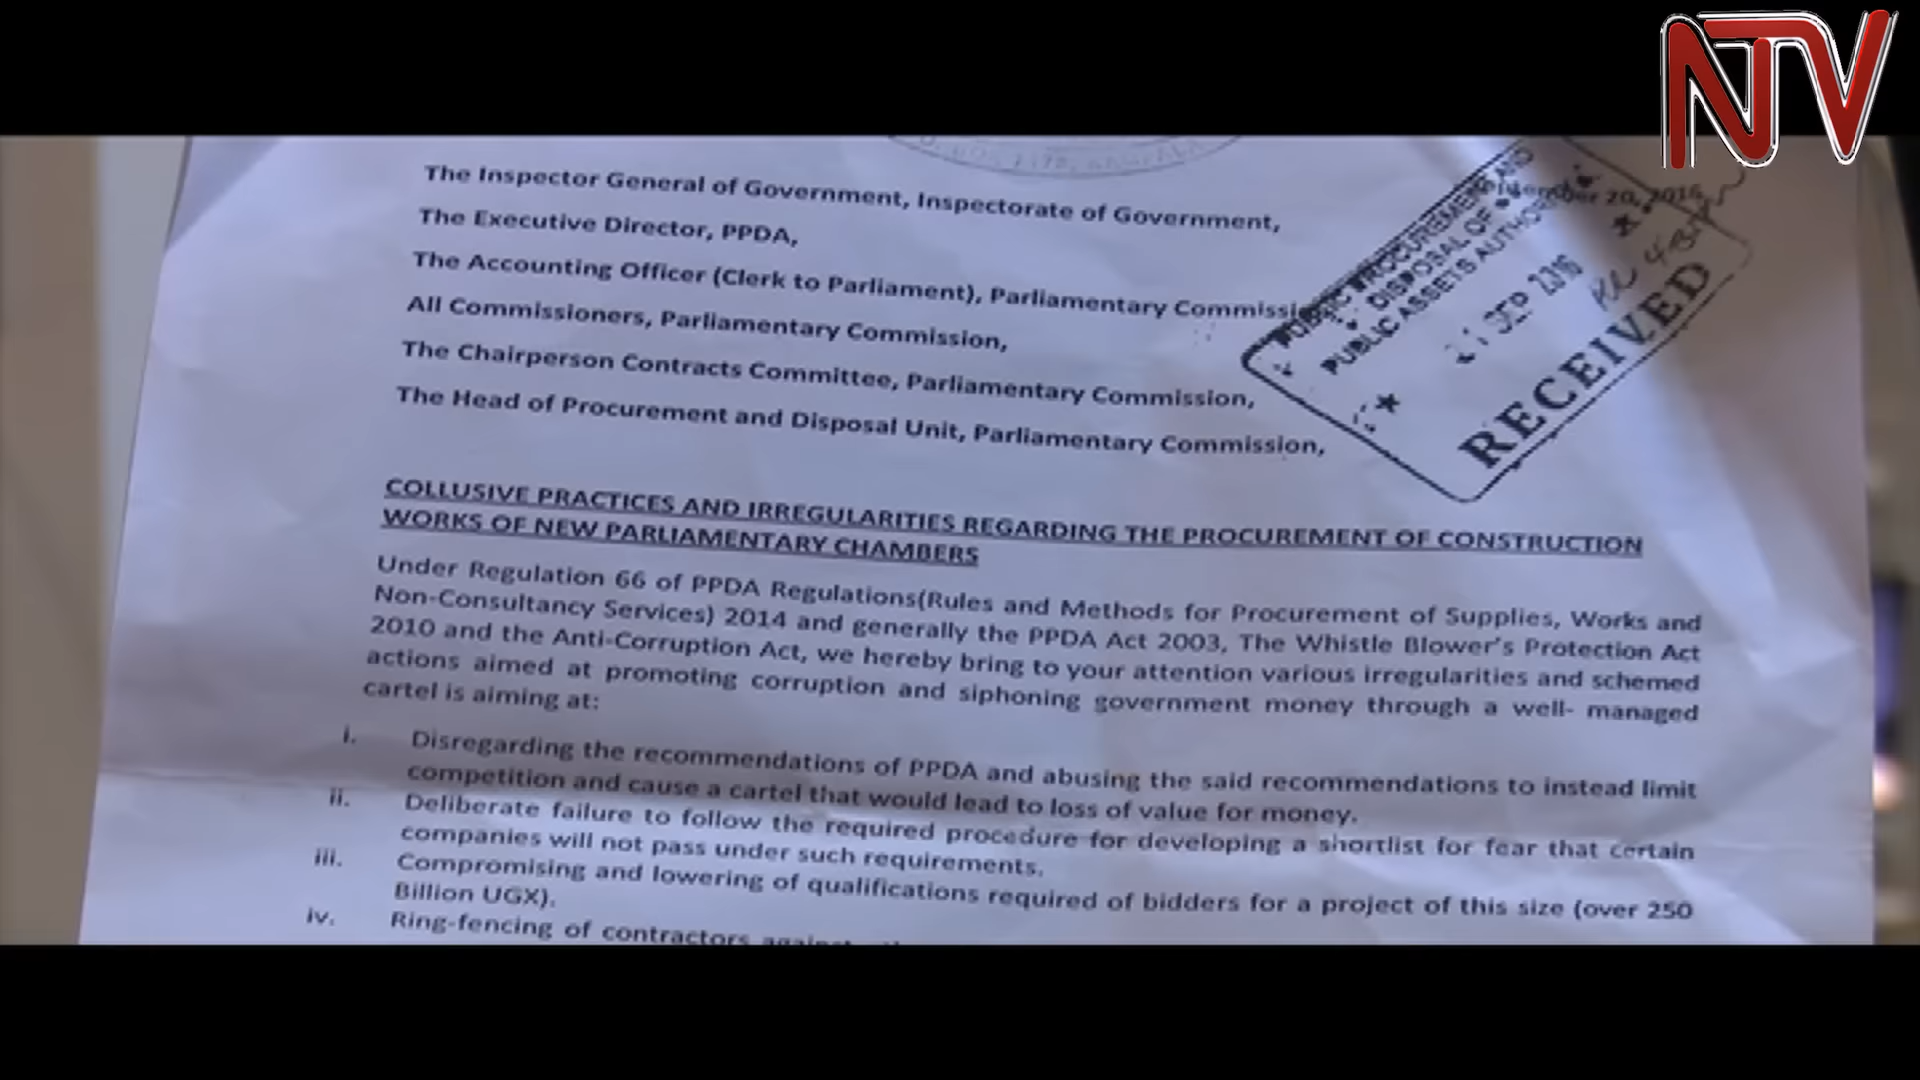 NTV
The Inspector General of Government, Inspectorate of Government,
20, 2016
The Executive Director, PPDA,
The Accounting Officer (Clerk to Parliament), Parliamentary
All Commissioners, Parliamentary Commission,
The Chairperson Contracts Committee, Parliamentary Commission,
The Head of Procurement and Disposal Unit, Parliamentary Commission,
PUBLIC PROCUREMENT AND
DISPOSAL OF
PUBLIC ASSETS
SEP 2016
RECEIVED
COLLUSIVE PRACTICES AND IRREGULARITIES REGARDING THE PROCUREMENT OF CONSTRUCTION
WORKS OF NEW PARLIAMENTARY CHAMBERS
Under Regulation 66 of PPDA Regulations(Rules and Methods for Procurement of Supplies, Works and
Non-Consultancy Services) 2014 and generally the PPDA Act 2003, The Whistle Blower's Protection Act
2010 and the Anti-Corruption Act, we hereby bring to your attention various irregularities and schemed
actions aimed at promoting corruption and siphoning government money through a well- managed
cartel is aiming at:
i. Disregarding the recommendations of PPDA and abusing the said recommendations to instead limit
competition and cause a cartel that would lead to loss of value for money.
ii. Deliberate failure to follow the required procedure for developing a shortlist for fear that certain
companies will not pass under such requirements.
iii. Compromising and lowering of qualifications required of bidders for a project of this size (over 250
Billion UGX).
iv. Ring-fencing of contractors